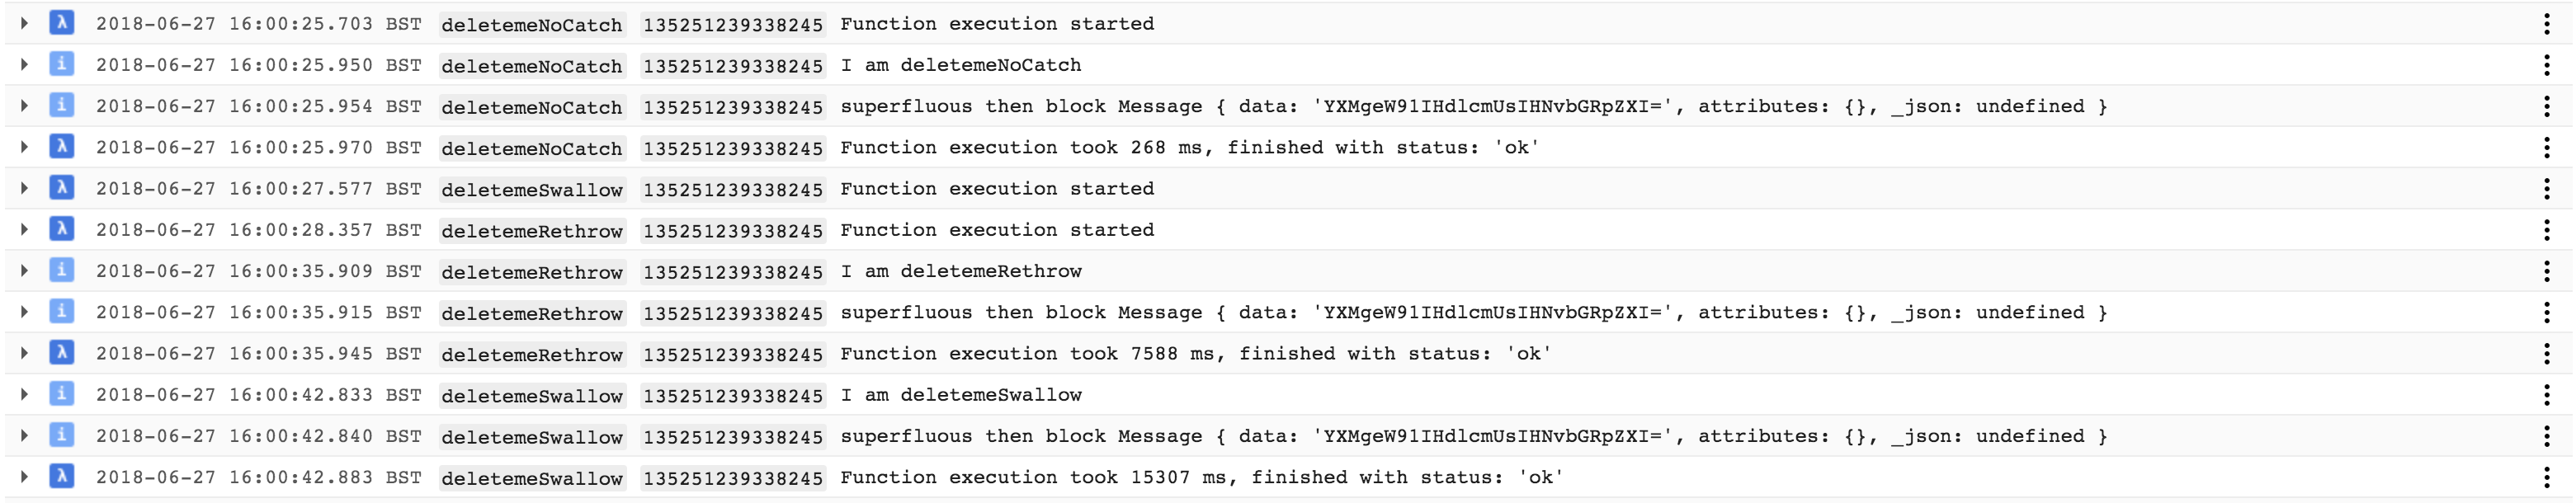 λ 2018-06-27 16:00:25.703 BST deletemeNoCatch 135251239338245 Function execution started
i 2018-06-27 16:00:25.950 BST deletemeNoCatch 135251239338245 I am deletemeNoCatch
i 2018-06-27 16:00:25.954 BST deletemeNoCatch 135251239338245 superfluous then block Message { data: 'YXMgeW91IHdlcmUsIHNvbGRpZXI=', attributes: {}, _json: undefined }
λ 2018-06-27 16:00:25.970 BST deletemeNoCatch 135251239338245 Function execution took 268 ms, finished with status: 'ok'
λ 2018-06-27 16:00:27.577 BST deletemeSwallow 135251239338245 Function execution started
λ 2018-06-27 16:00:28.357 BST deletemeRethrow 135251239338245 Function execution started
i 2018-06-27 16:00:35.909 BST deletemeRethrow 135251239338245 I am deletemeRethrow
i 2018-06-27 16:00:35.915 BST deletemeRethrow 135251239338245 superfluous then block Message { data: 'YXMgeW91IHdlcmUsIHNvbGRpZXI=', attributes: {}, _json: undefined }
λ 2018-06-27 16:00:35.945 BST deletemeRethrow 135251239338245 Function execution took 7588 ms, finished with status: 'ok'
i 2018-06-27 16:00:42.833 BST deletemeSwallow 135251239338245 I am deletemeSwallow
i 2018-06-27 16:00:42.840 BST deletemeSwallow 135251239338245 superfluous then block Message { data: 'YXMgeW91IHdlcmUsIHNvbGRpZXI=', attributes: {}, _json: undefined }
λ 2018-06-27 16:00:42.883 BST deletemeSwallow 135251239338245 Function execution took 15307 ms, finished with status: 'ok'